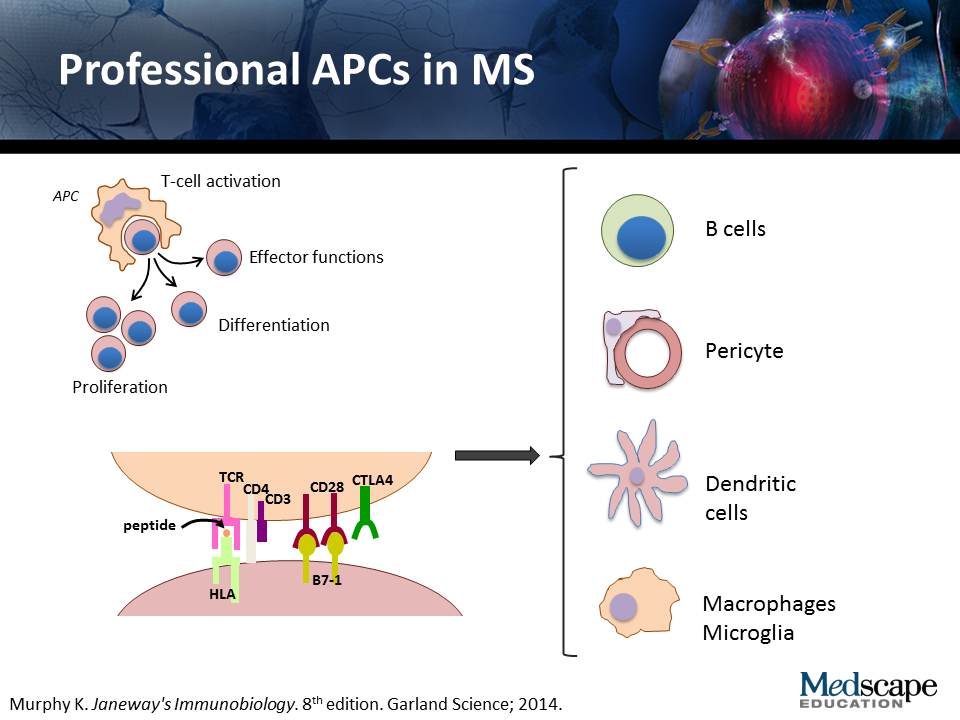 Professional APCs in MS
T-cell activation
APC
Effector functions
Differentiation
Proliferation
TCR
CD4
CD3
CD28
CTLA4
peptide
B7-1
HLA
B cells
Pericyte
Dendritic
cells
Macrophages
Microglia
Medscape
EDUCATION
Murphy K. Janeway's Immunobiology. 8th edition. Garland Science; 2014.